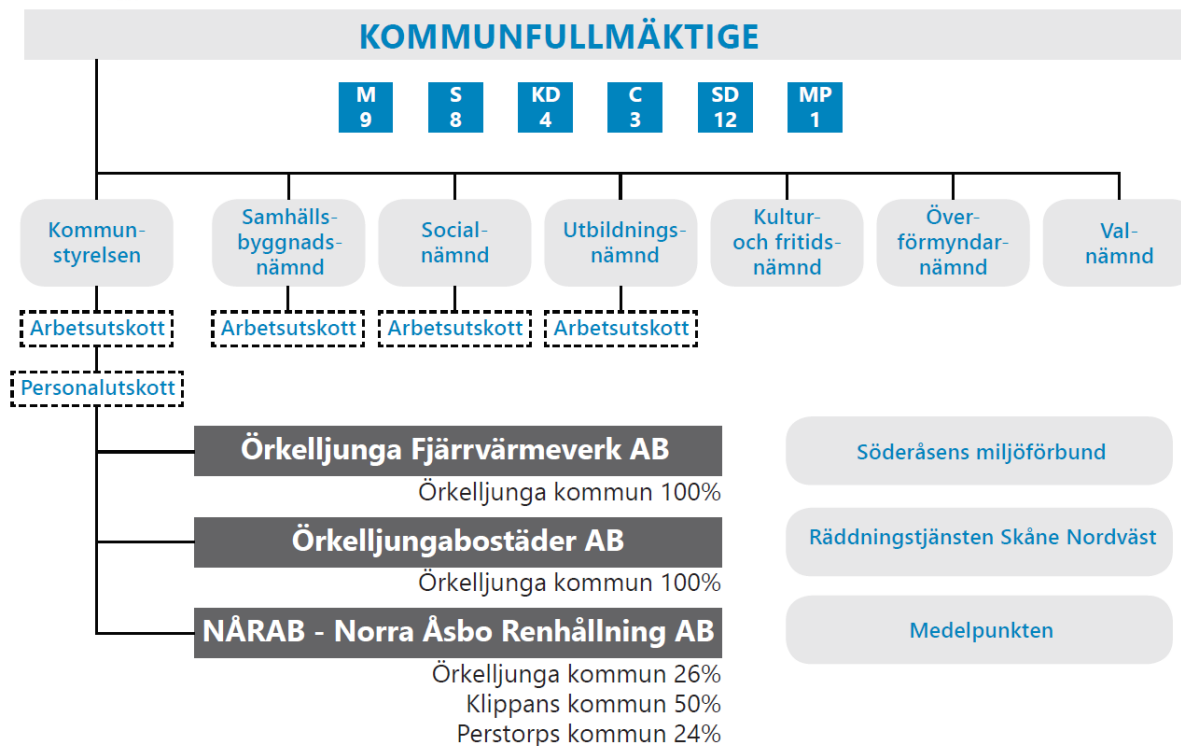 KOMMUNFULLMÄKTIGE
M
9
S
8
KD
4
C
3
SD
12
MP
1
Kommun-
styrelsen
Samhälls-
byggnads-
nämnd
Social-
nämnd
Utbildnings-
nämnd
Kultur-
och fritids-
nämnd
Över-
förmyndar-
nämnd
Val-
nämnd
Arbetsutskott
Arbetsutskott
Arbetsutskott
Arbetsutskott
Personalutskott
Örkelljunga Fjärrvärmeverk AB
Örkelljunga kommun 100%
Örkelljungabostäder AB
Örkelljunga kommun 100%
NÅRAB - Norra Åsbo Renhållning AB
Örkelljunga kommun 26%
Klippans kommun 50%
Perstorps kommun 24%
Söderåsens miljöförbund
Räddningstjänsten Skåne Nordväst
Medelpunkten